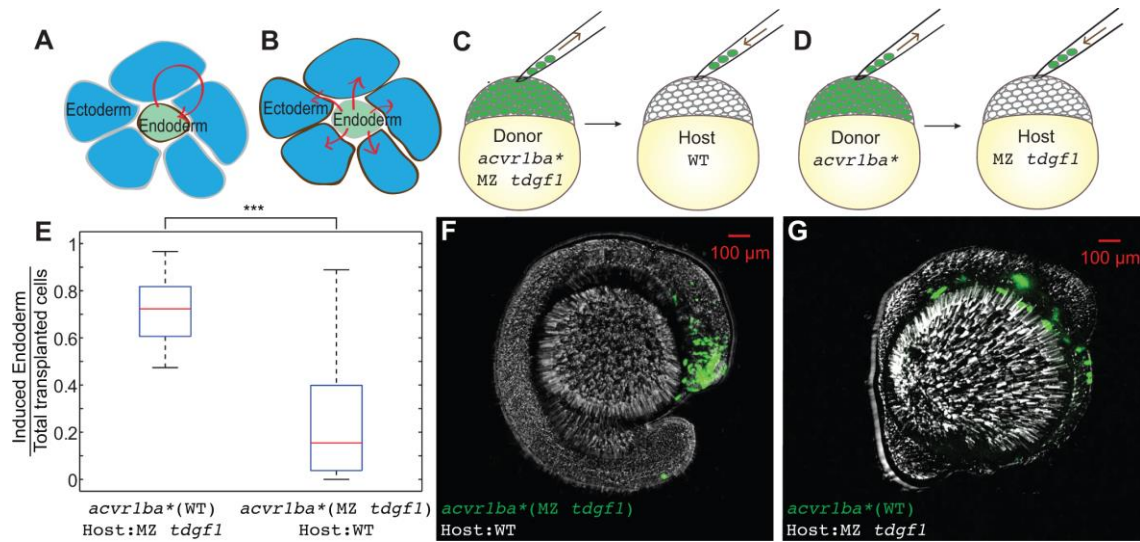 A
Ectoderm
Endoderm
B
Ectoderm
Endoderm
C
Donor
acvr1ba*
MZ tdgf1
Host
WT
D
Donor
acvr1ba*
Host
MZ tdgf1
E
***
Induced Endoderm
Total transplanted cells
1
0.8
0.6
0.4
0.2
0
acvr1ba*(WT)
Host:MZ tdgf1
acvr1ba*(MZ tdgf1)
Host:WT
F
100 µm
acvr1ba*(MZ tdgf1)
Host:WT
G
100 µm
acvr1ba*(WT)
Host:MZ tdgf1